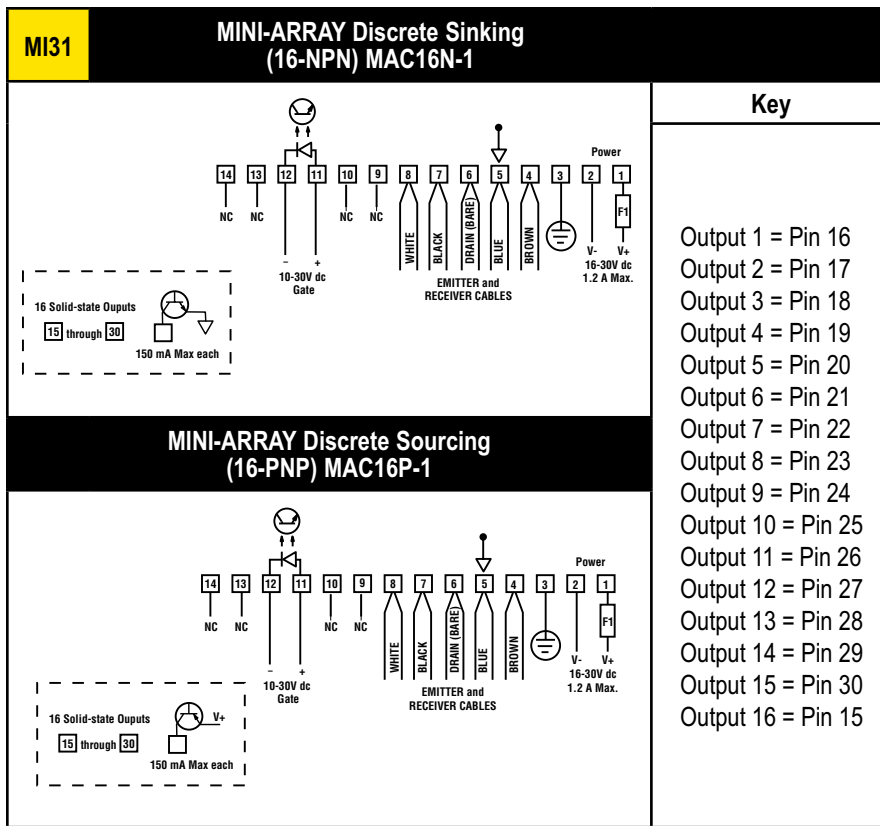 MI31
MINI-ARRAY Discrete Sinking
(16-NPN) MAC16N-1
Key
Power
14 13 12 11 10 9 8 7 6 5 4 3 2 1
NC NC NC NC
F1
WHITE
BLACK
DRAIN (BARE)
BLUE
BROWN
– +
10-30V dc
Gate
V- V+
16-30V dc
1.2 A Max.
EMITTER and
RECEIVER CABLES
16 Solid-state Ouputs
15 through 30
150 mA Max each
MINI-ARRAY Discrete Sourcing
(16-PNP) MAC16P-1
Power
14 13 12 11 10 9 8 7 6 5 4 3 2 1
NC NC NC NC
F1
WHITE
BLACK
DRAIN (BARE)
BLUE
BROWN
– +
10-30V dc
Gate
V- V+
16-30V dc
1.2 A Max.
EMITTER and
RECEIVER CABLES
16 Solid-state Ouputs
V+
15 through 30
150 mA Max each
Output 1 = Pin 16
Output 2 = Pin 17
Output 3 = Pin 18
Output 4 = Pin 19
Output 5 = Pin 20
Output 6 = Pin 21
Output 7 = Pin 22
Output 8 = Pin 23
Output 9 = Pin 24
Output 10 = Pin 25
Output 11 = Pin 26
Output 12 = Pin 27
Output 13 = Pin 28
Output 14 = Pin 29
Output 15 = Pin 30
Output 16 = Pin 15